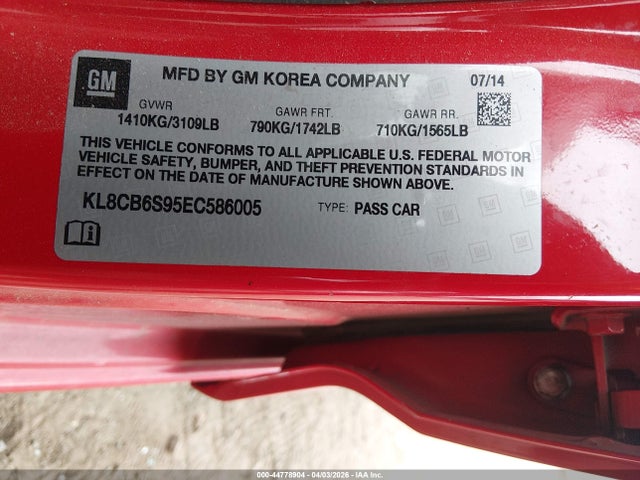 GM MFD BY GM KOREA COMPANY 07/14
GVWR GAWR FRT. GAWR RR.
1410KG/3109LB 790KG/1742LB 710KG/1565LB
THIS VEHICLE CONFORMS TO ALL APPLICABLE U.S. FEDERAL MOTOR
VEHICLE SAFETY, BUMPER, AND THEFT PREVENTION STANDARDS IN
EFFECT ON THE DATE OF MANUFACTURE SHOWN ABOVE.
KL8CB6S95EC586005 TYPE: PASS CAR
000-44778904 - 04/03/2026 - IAA Inc.